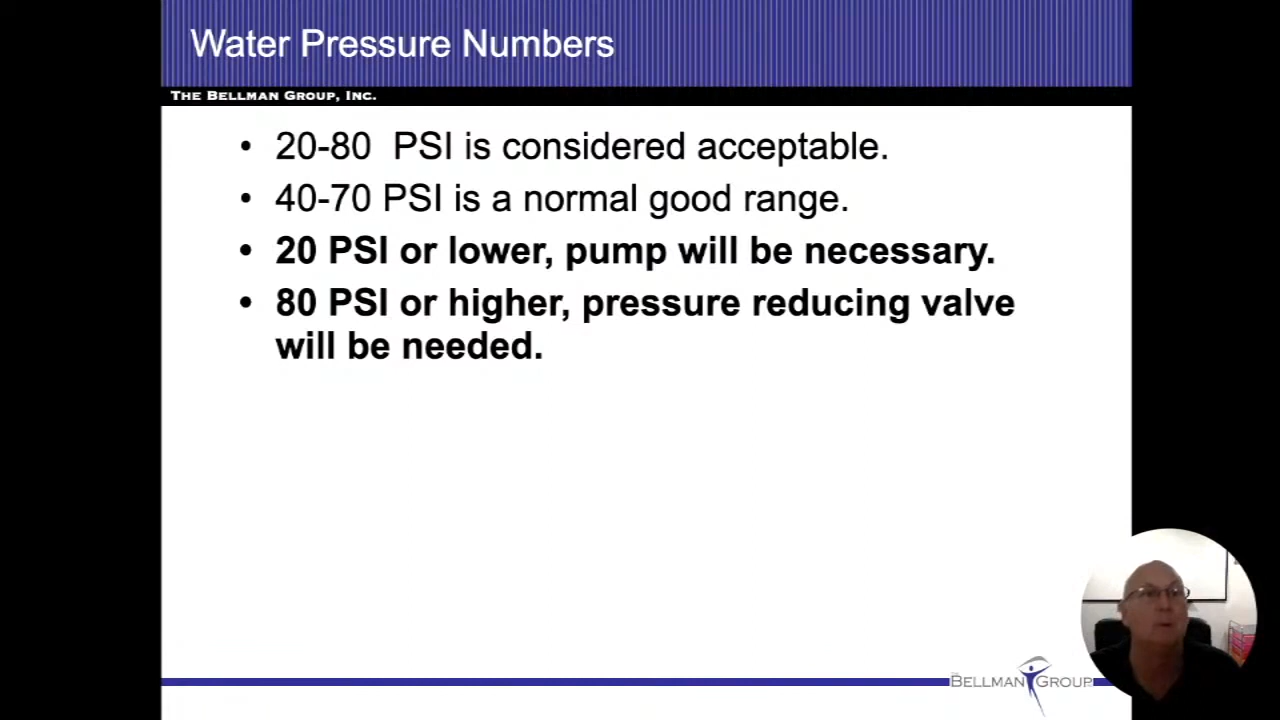 Water Pressure Numbers
THE BELLMAN GROUP, INC.
• 20-80 PSI is considered acceptable.
• 40-70 PSI is a normal good range.
• 20 PSI or lower, pump will be necessary.
• 80 PSI or higher, pressure reducing valve
will be needed.
BELLMAN GROUP